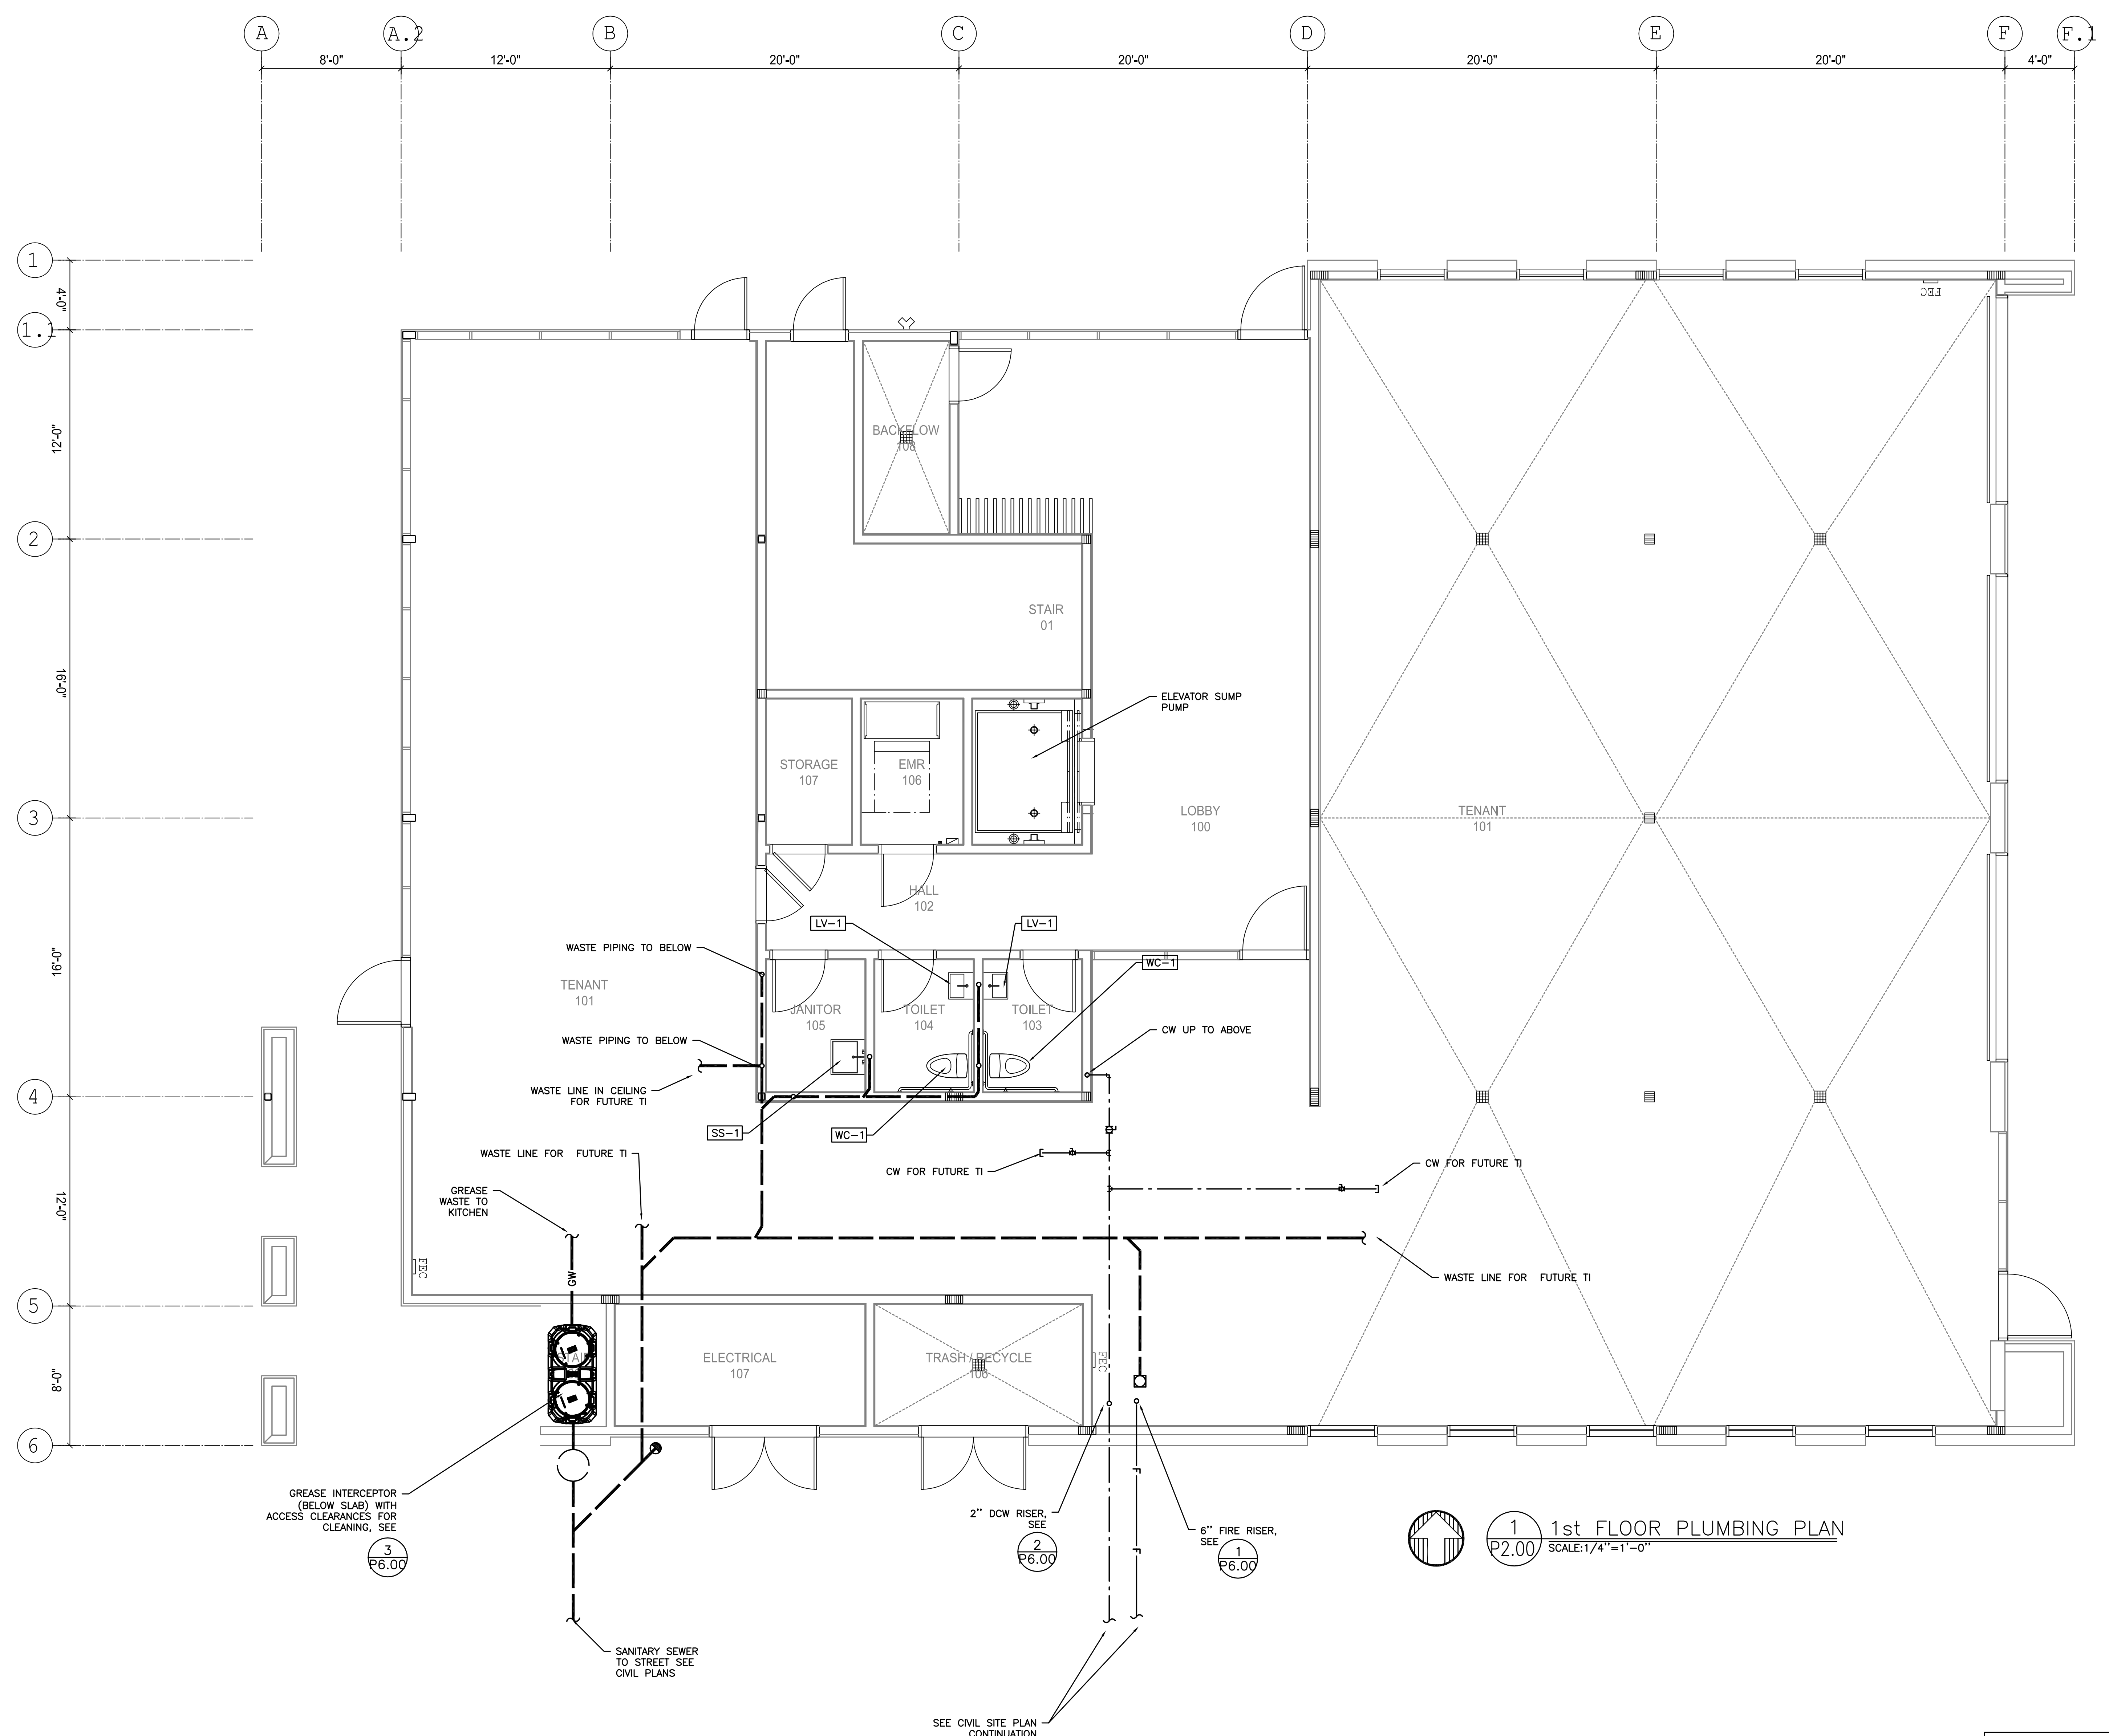 A
A.2
B
C
D
E
F
F.1
8'-0"
12'-0"
20'-0"
20'-0"
20'-0"
20'-0"
4'-0"
1
4'-0"
1.1
12'-0"
2
16'-0"
3
16'-0"
4
12'-0"
5
8'-0"
6
FEC
BACKFLOW
108
STAIR
01
ELEVATOR SUMP
PUMP
STORAGE
107
EMR
106
LOBBY
100
TENANT
101
HALL
102
LV-1
LV-1
WASTE PIPING TO BELOW
WC-1
TENANT
101
JANITOR
105
TOILET
104
TOILET
103
CW UP TO ABOVE
WASTE PIPING TO BELOW
WASTE LINE IN CEILING
FOR FUTURE TI
SS-1
WC-1
WASTE LINE FOR FUTURE TI
CW FOR FUTURE TI
CW FOR FUTURE TI
GREASE
WASTE TO
KITCHEN
GW
FEC
WASTE LINE FOR FUTURE TI
ELECTRICAL
107
TRASH / RECYCLE
106
FEC
GREASE INTERCEPTOR
(BELOW SLAB) WITH
ACCESS CLEARANCES FOR
CLEANING, SEE
3
P6.00
2'' DCW RISER,
SEE
2
P6.00
F
6'' FIRE RISER,
SEE
1
P6.00
F
1
P2.00
1st FLOOR PLUMBING PLAN
SCALE:1/4"=1'-0"
SANITARY SEWER
TO STREET SEE
CIVIL PLANS
SEE CIVIL SITE PLAN
CONTINUATION